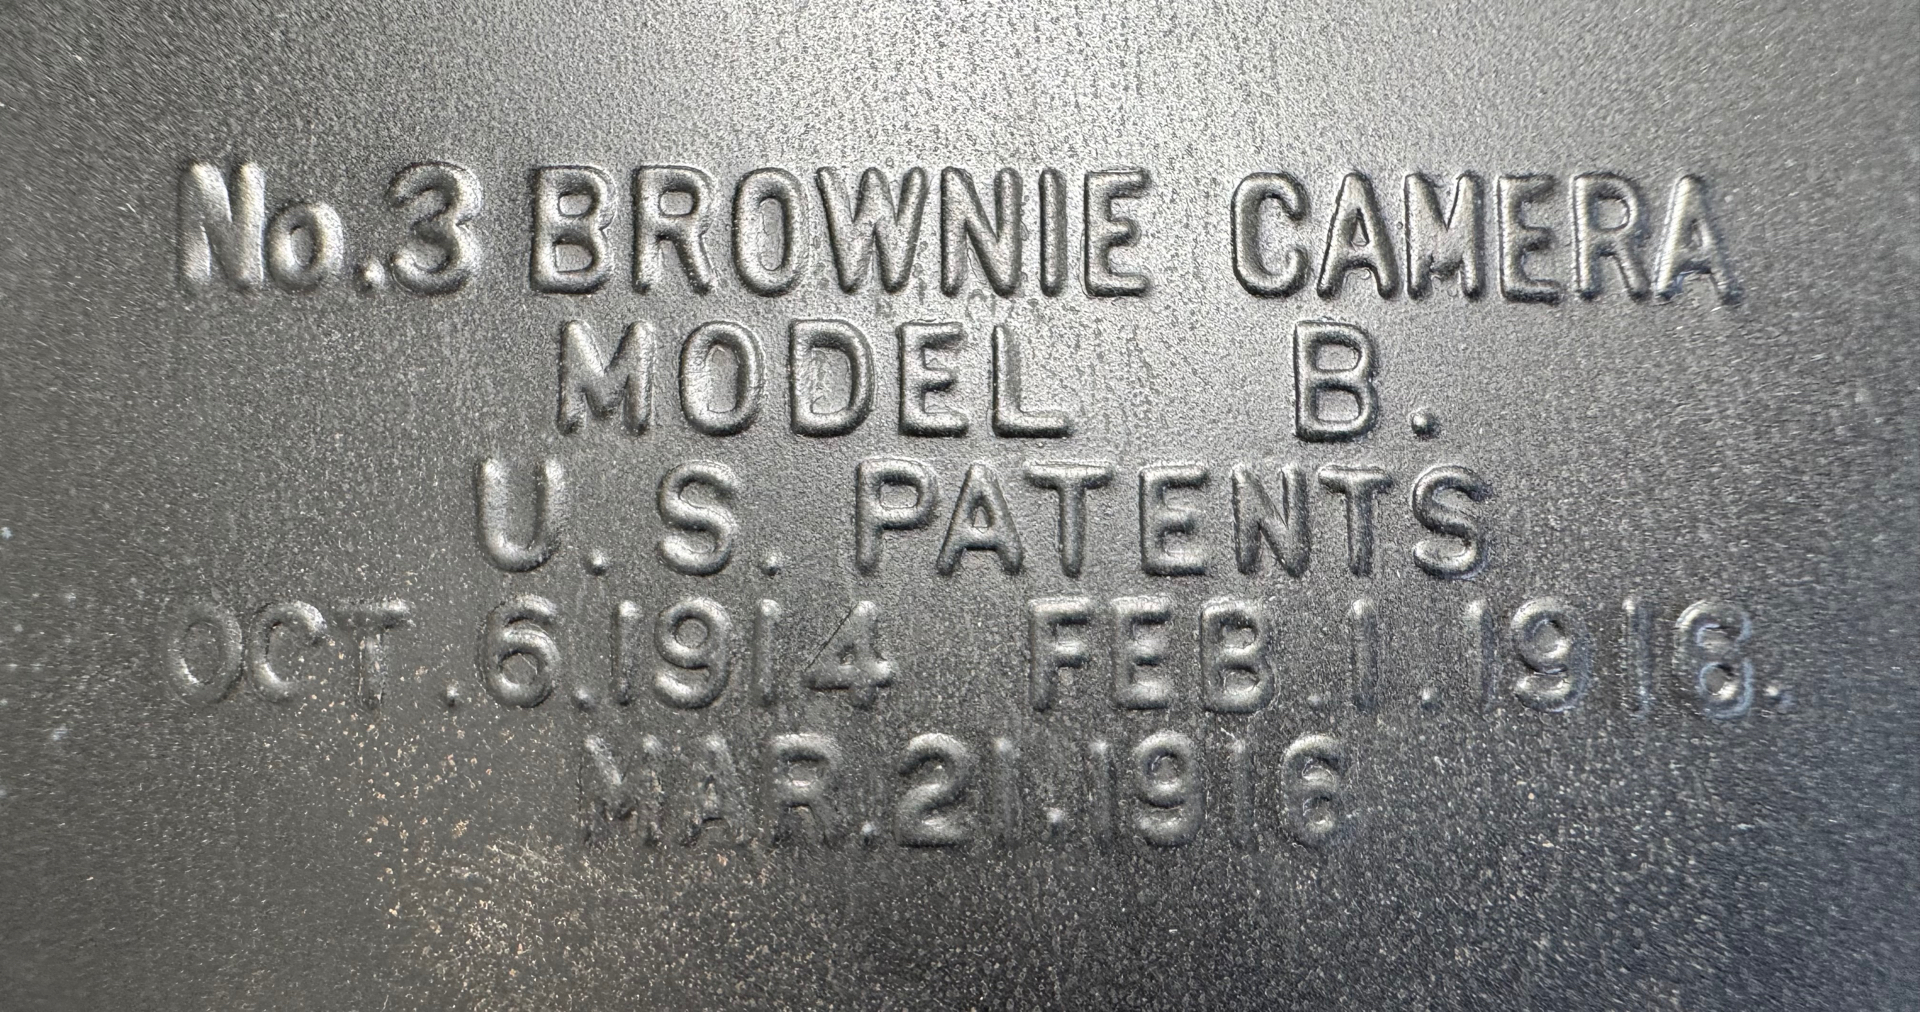 No.3 BROWNIE CAMERA
MODEL B.
U.S. PATENTS
OCT.6.1914 FEB.1.1916.
MAR.21.1916